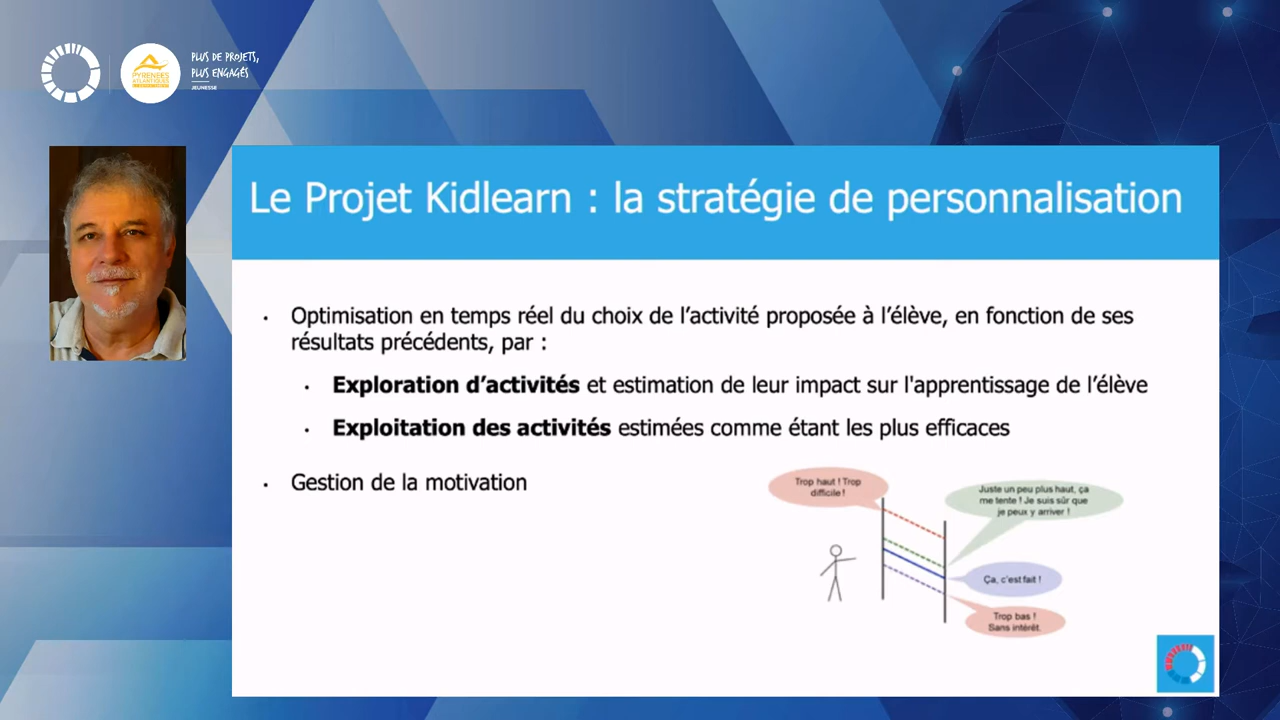 PLUS DE PROJETS,
PLUS ENGAGÉS
JEUNESSE
PYRÉNÉES
ATLANTIQUES
Le Projet Kidlearn : la stratégie de personnalisation
• Optimisation en temps réel du choix de l’activité proposée à l’élève, en fonction de ses
résultats précédents, par :
• Exploration d’activités et estimation de leur impact sur l'apprentissage de l’élève
• Exploitation des activités estimées comme étant les plus efficaces
• Gestion de la motivation
Trop haut ! Trop
difficile !
Juste un peu plus haut, ça
me tente ! Je suis sûr que
je peux y arriver !
Ça, c’est fait !
Trop bas !
Sans intérêt.